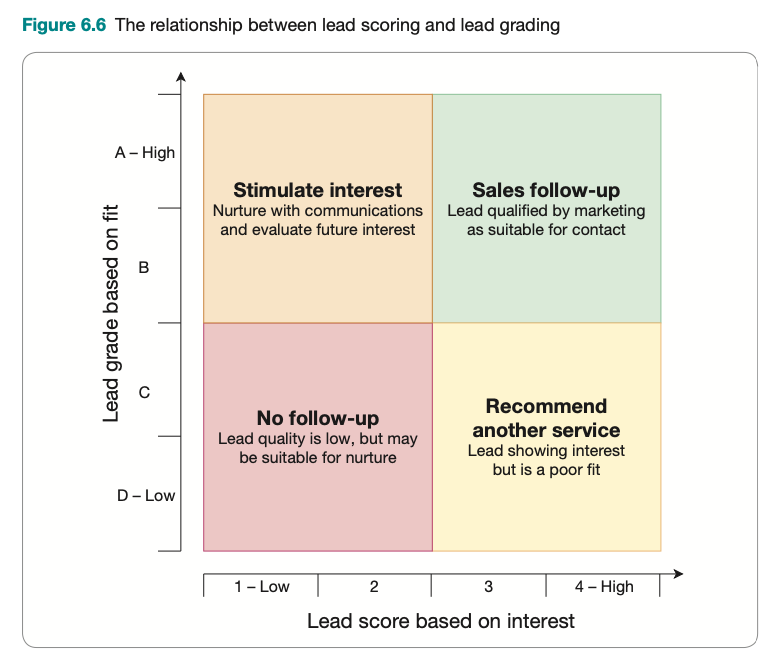 Figure 6.6 The relationship between lead scoring and lead grading
A – High
B
C
D – Low
Lead grade based on fit
Stimulate interest
Nurture with communications
and evaluate future interest
Sales follow-up
Lead qualified by marketing
as suitable for contact
No follow-up
Lead quality is low, but may
be suitable for nurture
Recommend
another service
Lead showing interest
but is a poor fit
1 – Low
2
3
4 – High
Lead score based on interest